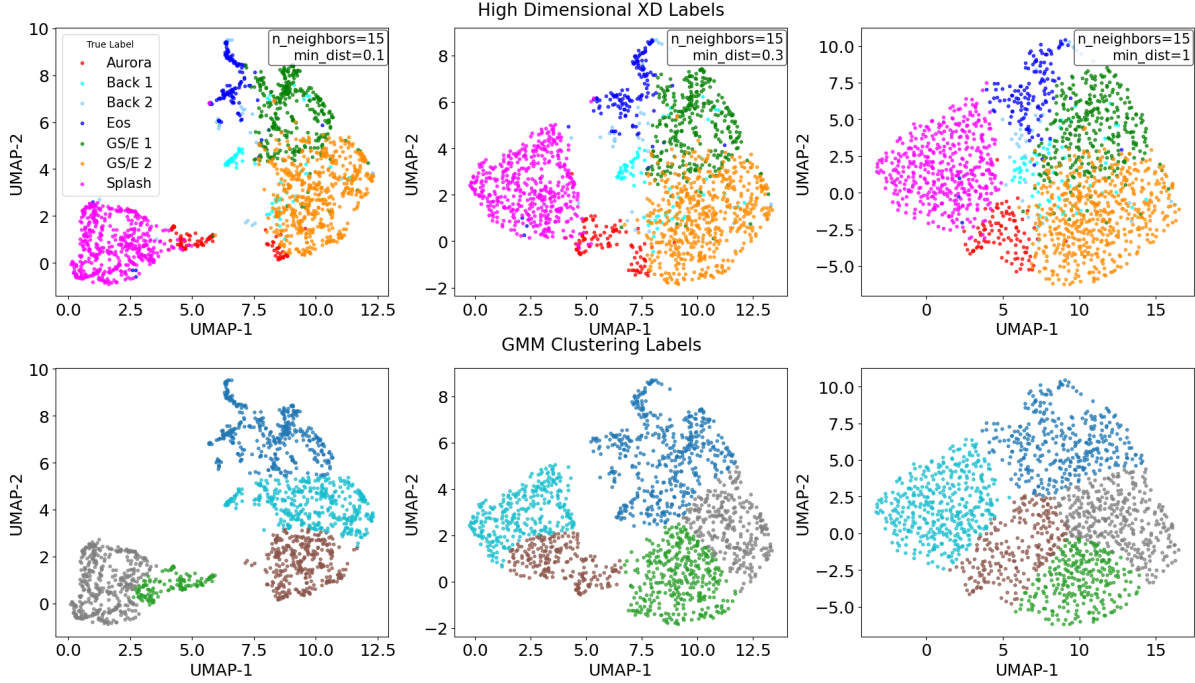 High Dimensional XD Labels
10
8
6
4
2
0
0.0 2.5 5.0 7.5 10.0 12.5
UMAP-1
UMAP-2
True Label
Aurora
Back 1
Back 2
Eos
GS/E 1
GS/E 2
Splash
n_neighbors=15
min_dist=0.1
8
6
4
2
0
−2
0.0 2.5 5.0 7.5 10.0 12.5
UMAP-1
UMAP-2
n_neighbors=15
min_dist=0.3
10.0
7.5
5.0
2.5
0.0
−2.5
−5.0
0 5 10 15
UMAP-1
UMAP-2
n_neighbors=15
min_dist=1
GMM Clustering Labels
10
8
6
4
2
0
0.0 2.5 5.0 7.5 10.0 12.5
UMAP-1
UMAP-2
8
6
4
2
0
−2
0.0 2.5 5.0 7.5 10.0 12.5
UMAP-1
UMAP-2
10.0
7.5
5.0
2.5
0.0
−2.5
−5.0
0 5 10 15
UMAP-1
UMAP-2